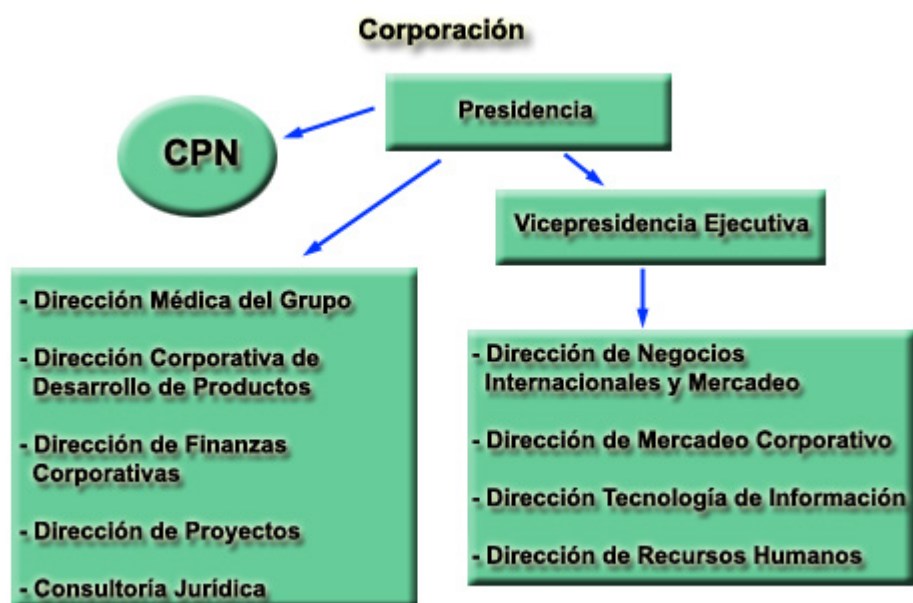 Corporación
Presidencia
CPN
Vicepresidencia Ejecutiva
- Dirección Médica del Grupo
- Dirección Corporativa de
Desarrollo de Productos
- Dirección de Finanzas
Corporativas
- Dirección de Proyectos
- Consultoría Jurídica
- Dirección de Negocios
Internacionales y Mercadeo
- Dirección de Mercadeo Corporativo
- Dirección Tecnología de Información
- Dirección de Recursos Humanos